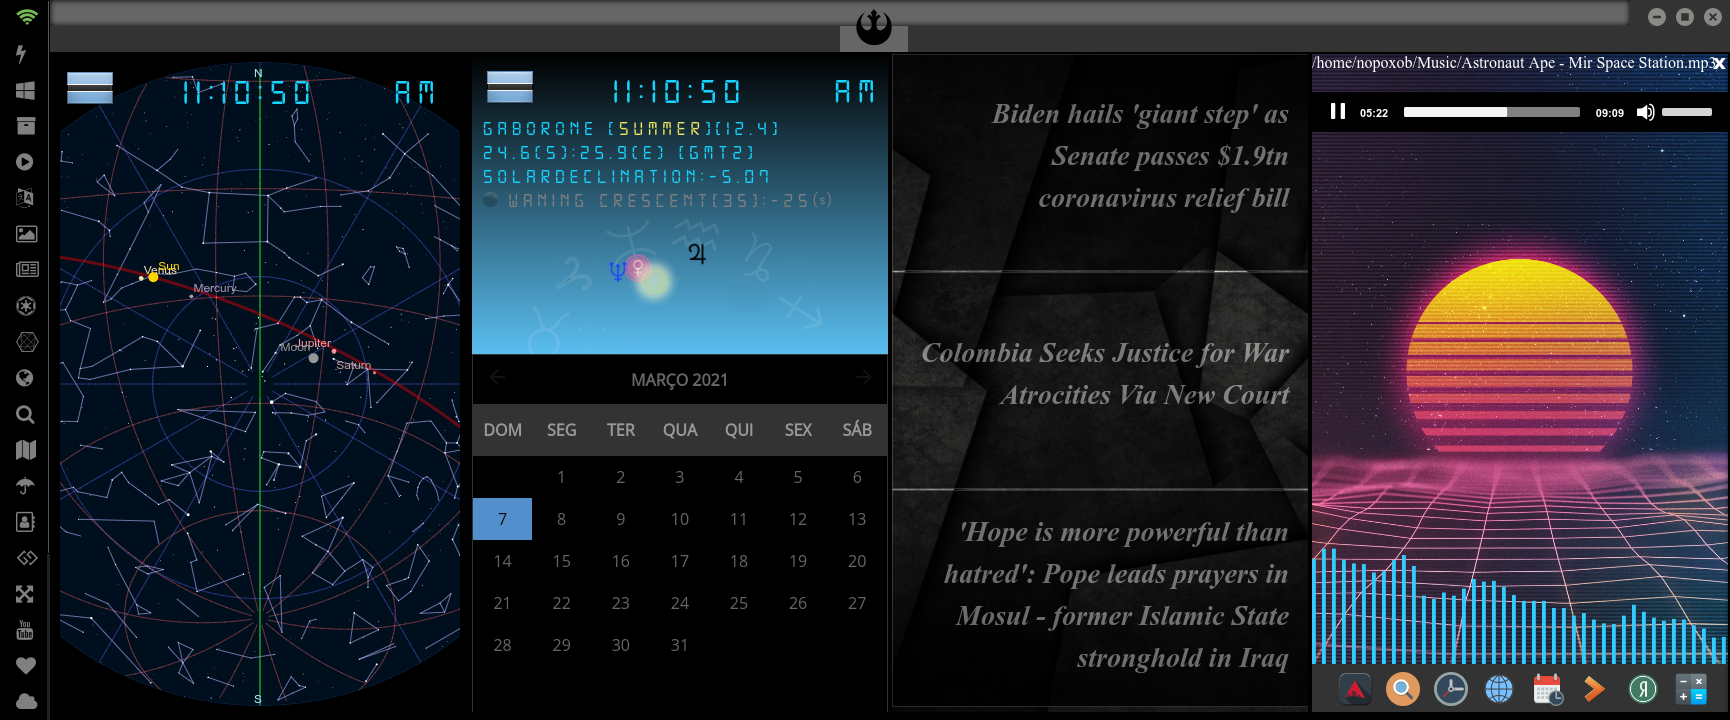 N
11:10:50 AM
Sun
Venus
Mercury
Jupiter
Moon
Saturn
S
11:10:50 AM
GABORONE (SUMMER)(12.4)
24.6(S):25.9(E) (GMT2)
SOLARDECLINATION:-5.07
WANING CRESCENT(35):-25(s)
MARÇO 2021
DOM SEG TER QUA QUI SEX SÁB
1 2 3 4 5 6
7 8 9 10 11 12 13
14 15 16 17 18 19 20
21 22 23 24 25 26 27
28 29 30 31
Biden hails 'giant step' as
Senate passes $1.9tn
coronavirus relief bill
Colombia Seeks Justice for War
Atrocities Via New Court
'Hope is more powerful than
hatred': Pope leads prayers in
Mosul - former Islamic State
stronghold in Iraq
/home/nopoxob/Music/Astronaut Ape - Mir Space Station.mp3
05:22 09:09
You
Tube
Я